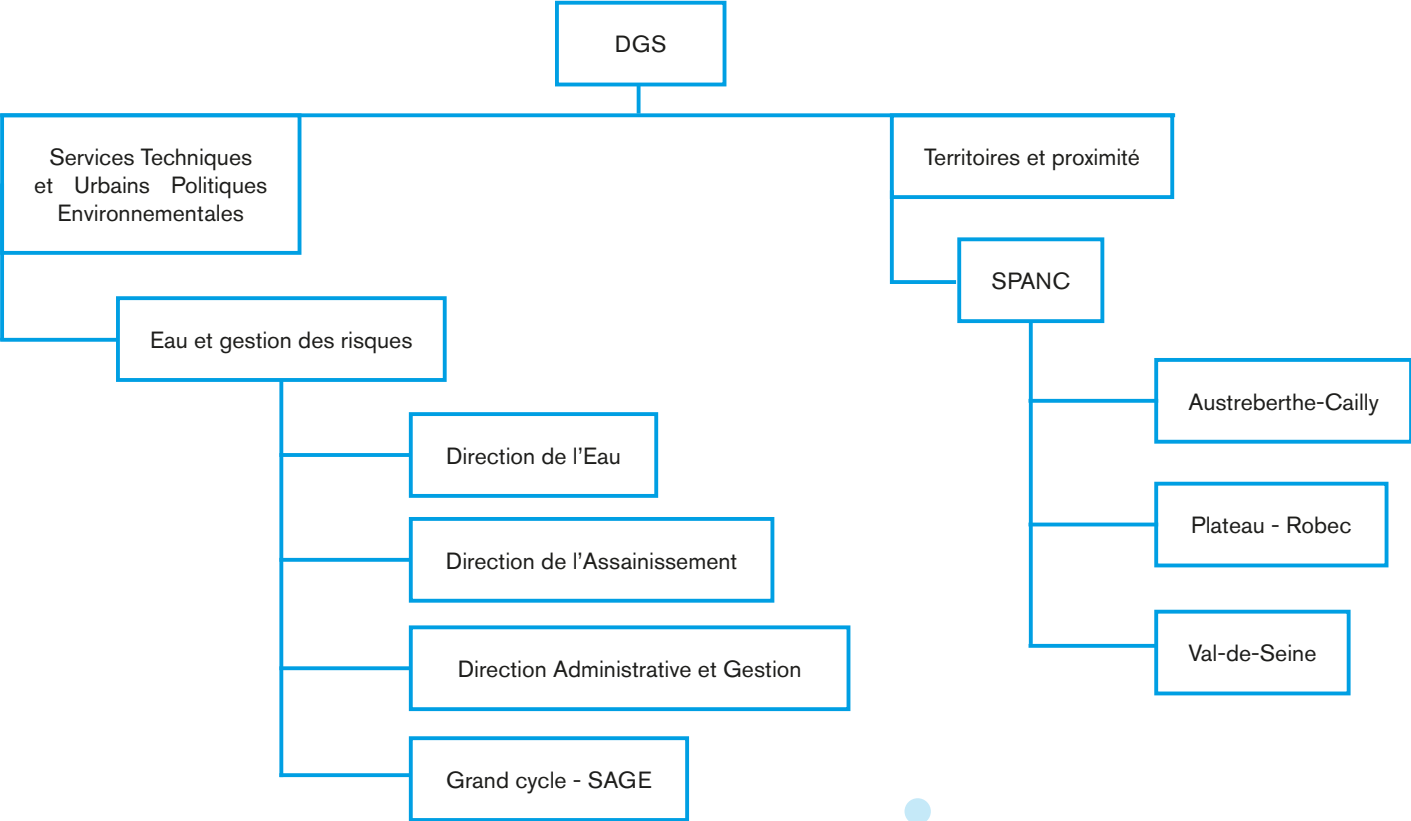 DGS
Services Techniques
et Urbains Politiques
Environnementales
Territoires et proximité
SPANC
Eau et gestion des risques
Austreberthe-Cailly
Direction de l’Eau
Plateau - Robec
Direction de l’Assainissement
Val-de-Seine
Direction Administrative et Gestion
Grand cycle - SAGE